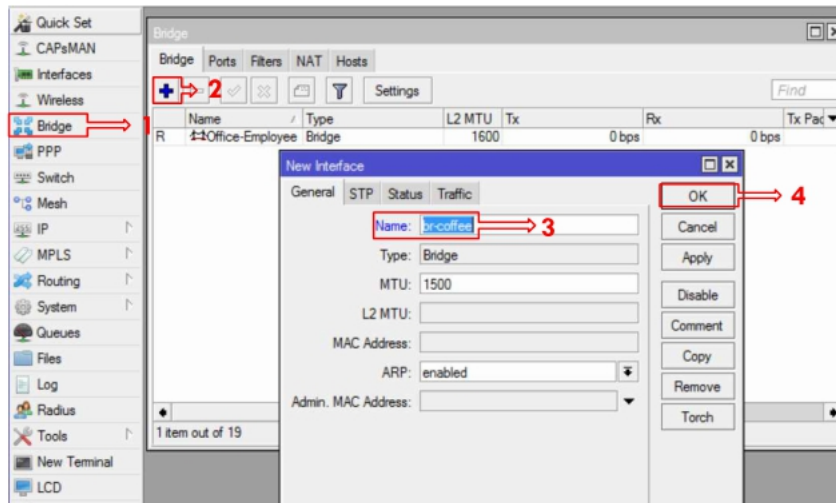 Quick Set
CAPsMAN
Interfaces
Wireless
Bridge
PPP
Switch
Mesh
IP
MPLS
Routing
System
Queues
Files
Log
Radius
Tools
New Terminal
LCD
1
Bridge
Bridge Ports Filters NAT Hosts
2 Settings Find
Name / Type L2 MTU Tx Rx Tx Pac
R Office-Employee Bridge 1600 0 bps 0 bps
1 item out of 19
New Interface
General STP Status Traffic
Name: br-coffee 3
Type: Bridge
MTU: 1500
L2 MTU:
MAC Address:
ARP: enabled
Admin. MAC Address:
OK 4
Cancel
Apply
Disable
Comment
Copy
Remove
Torch